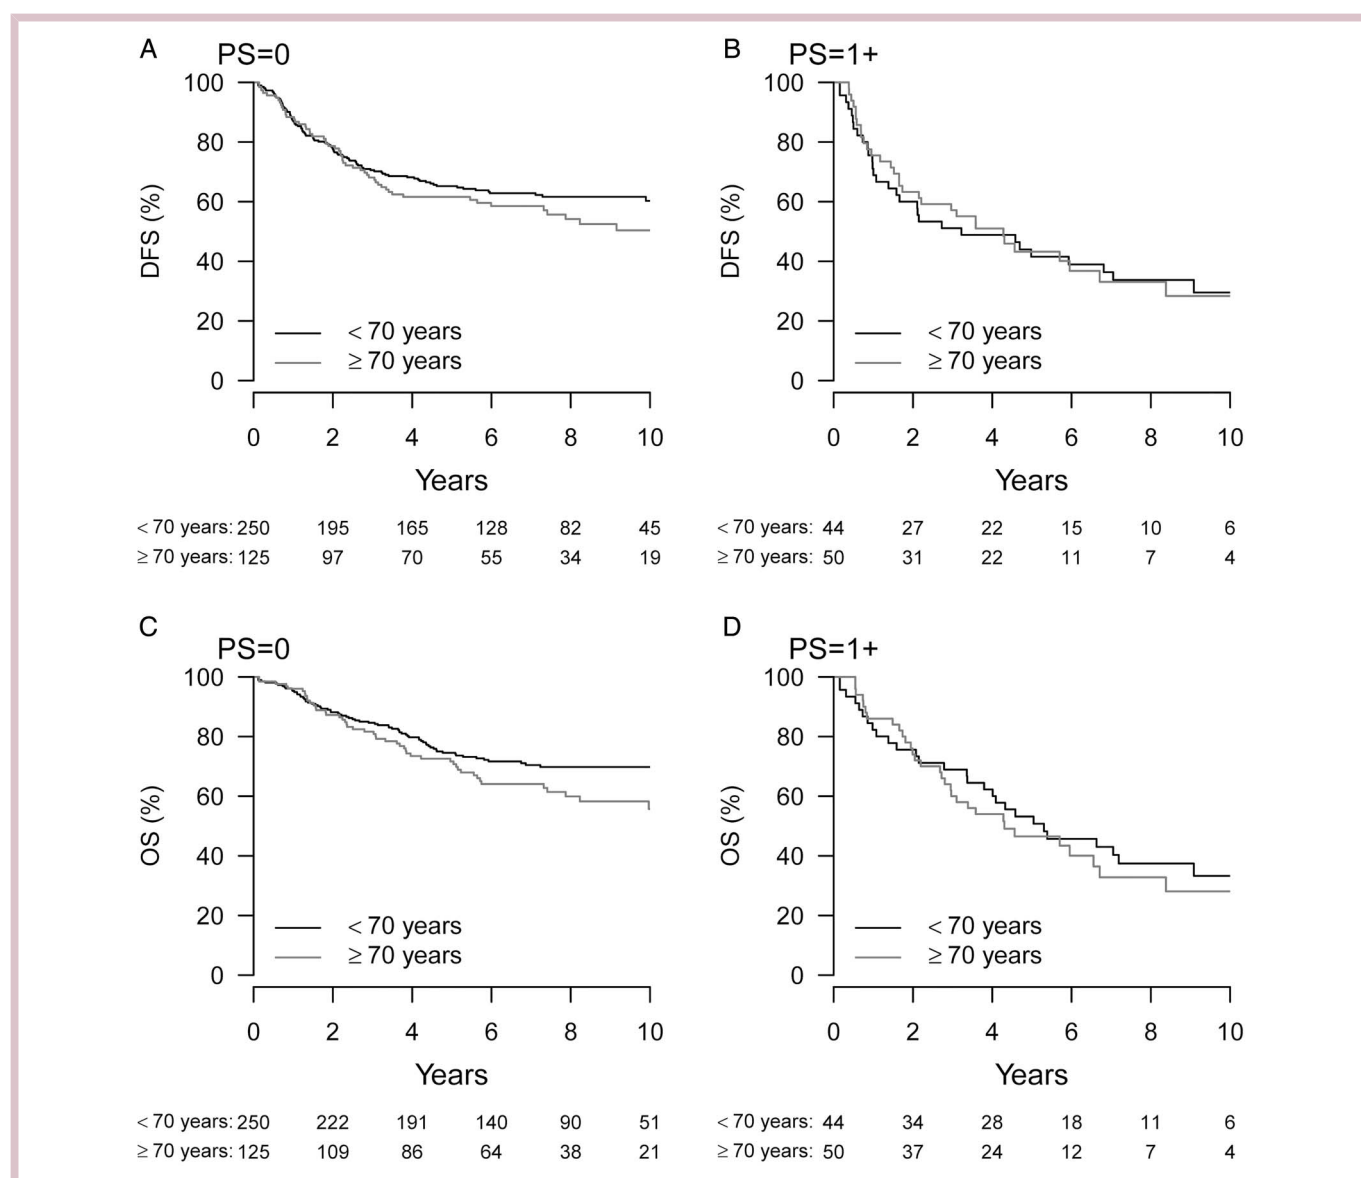 A
PS=0
100
80
60
40
20
0
DFS (%)
< 70 years
≥ 70 years
0 2 4 6 8 10
Years
< 70 years: 250 195 165 128 82 45
≥ 70 years: 125 97 70 55 34 19
B
PS=1+
100
80
60
40
20
0
DFS (%)
< 70 years
≥ 70 years
0 2 4 6 8 10
Years
< 70 years: 44 27 22 15 10 6
≥ 70 years: 50 31 22 11 7 4
C
PS=0
100
80
60
40
20
0
OS (%)
< 70 years
≥ 70 years
0 2 4 6 8 10
Years
< 70 years: 250 222 191 140 90 51
≥ 70 years: 125 109 86 64 38 21
D
PS=1+
100
80
60
40
20
0
OS (%)
< 70 years
≥ 70 years
0 2 4 6 8 10
Years
< 70 years: 44 34 28 18 11 6
≥ 70 years: 50 37 24 12 7 4